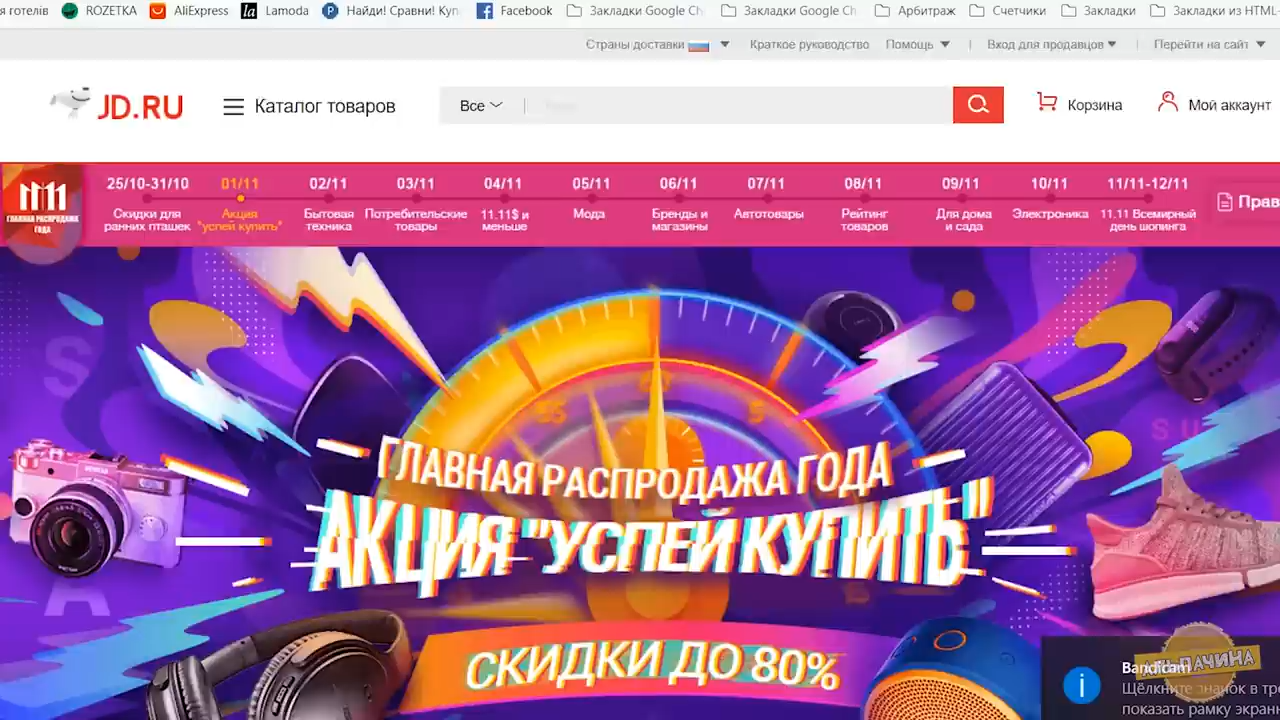 я готелів ROZETKA AliExpress la Lamoda P Найди! Сравни! Куп Facebook Закладки Google Ch Закладки Google Ch Арбитраж Счетчики Закладки Закладки из HTML-
Страны доставки Краткое руководство Помощь Вход для продавцов Перейти на сайт
JD.RU Каталог товаров Все Корзина Мой аккаунт
11.11
ГЛАВНАЯ РАСПРОДАЖА
ГОДА
25/10-31/10 01/11 02/11 03/11 04/11 05/11 06/11 07/11 08/11 09/11 10/11 11/11-12/11
Скидки для Акция Бытовая Потребительские 11.11$ и Мода Бренды и Автотовары Рейтинг Для дома Электроника 11.11 Всемирный Прав
ранних пташек "успей купить" техника товары меньше магазины товаров и сада день шопинга
ГЛАВНАЯ РАСПРОДАЖА ГОДА
АКЦИЯ "УСПЕЙ КУПИТЬ"
СКИДКИ ДО 80%
Bandicam
Щёлкните значок в тре
показать рамку экран
ПАЧИНА